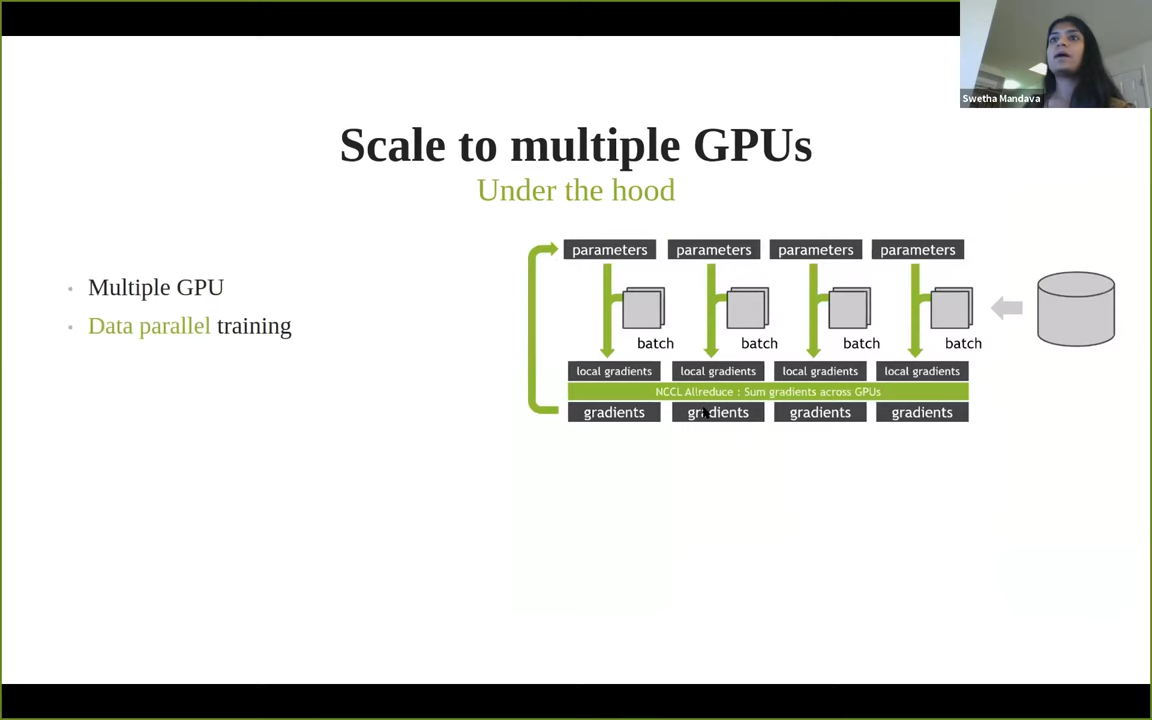 Swetha Mandava
Scale to multiple GPUs
Under the hood
Multiple GPU
Data parallel training
parameters parameters parameters parameters
batch batch batch batch
local gradients local gradients local gradients local gradients
NCCL Allreduce : Sum gradients across GPUs
gradients gradients gradients gradients